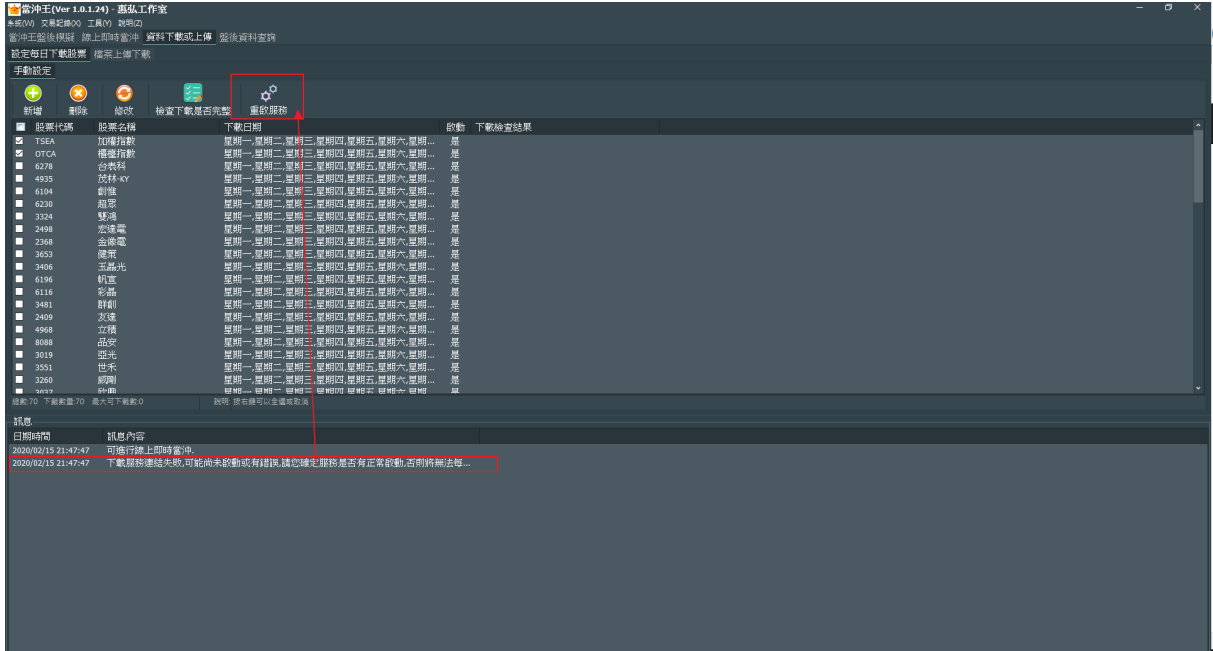 當沖王(Ver 1.0.1.24) - 惠弘工作室
系統(W) 交易記錄(X) 工具(Y) 說明(Z)
當沖王盤後模擬 線上即時當沖 資料下載或上傳 盤後資料查詢
設定每日下載股票 檔案上傳下載
手動設定
新增 刪除 修改 檢查下載是否完整 重啟服務
股票代碼 股票名稱 下載日期 啟動 下載檢查結果
TSEA 加權指數 星期一,星期二,星期三,星期四,星期五,星期六,星期... 是
OTCA 櫃檯指數 星期一,星期二,星期三,星期四,星期五,星期六,星期... 是
6278 台表科 星期一,星期二,星期三,星期四,星期五,星期六,星期... 是
4935 茂林-KY 星期一,星期二,星期三,星期四,星期五,星期六,星期... 是
6104 創惟 星期一,星期二,星期三,星期四,星期五,星期六,星期... 是
6230 超眾 星期一,星期二,星期三,星期四,星期五,星期六,星期... 是
3324 雙鴻 星期一,星期二,星期三,星期四,星期五,星期六,星期... 是
2498 宏達電 星期一,星期二,星期三,星期四,星期五,星期六,星期... 是
2368 金像電 星期一,星期二,星期三,星期四,星期五,星期六,星期... 是
3653 健策 星期一,星期二,星期三,星期四,星期五,星期六,星期... 是
3406 玉晶光 星期一,星期二,星期三,星期四,星期五,星期六,星期... 是
6196 帆宣 星期一,星期二,星期三,星期四,星期五,星期六,星期... 是
6116 彩晶 星期一,星期二,星期三,星期四,星期五,星期六,星期... 是
3481 群創 星期一,星期二,星期三,星期四,星期五,星期六,星期... 是
2409 友達 星期一,星期二,星期三,星期四,星期五,星期六,星期... 是
4968 立積 星期一,星期二,星期三,星期四,星期五,星期六,星期... 是
8088 品安 星期一,星期二,星期三,星期四,星期五,星期六,星期... 是
3019 亞光 星期一,星期二,星期三,星期四,星期五,星期六,星期... 是
3551 世禾 星期一,星期二,星期三,星期四,星期五,星期六,星期... 是
3260 威剛 星期一,星期二,星期三,星期四,星期五,星期六,星期... 是
3037 欣興 星期一,星期二,星期三,星期四,星期五,星期六,星期... 是
總數:70 下載數量:70 最大可下載數:0 說明: 按右鍵可以全選或取消
訊息
日期時間 訊息內容
2020/02/15 21:47:47 可進行線上即時當沖.
2020/02/15 21:47:47 下載服務連結失敗,可能尚未啟動或有錯誤,請您確定服務是否有正常啟動,否則將無法每...